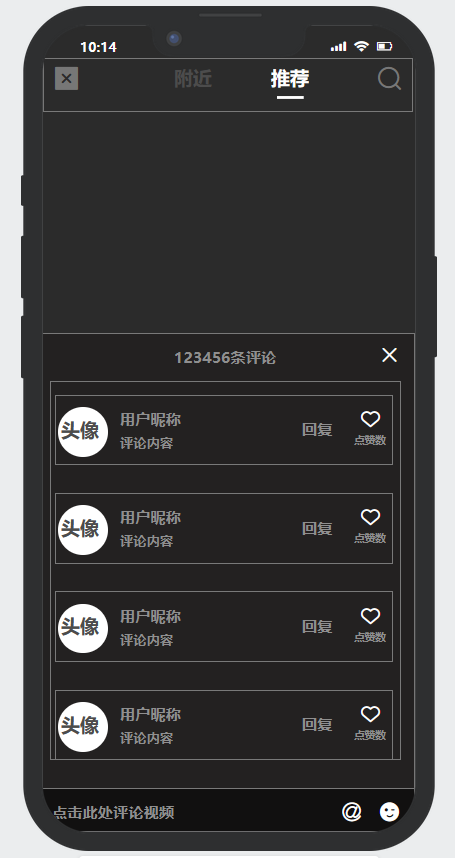 10:14
附近 推荐
123456条评论
头像 用户昵称 回复
评论内容 点赞数
头像 用户昵称 回复
评论内容 点赞数
头像 用户昵称 回复
评论内容 点赞数
头像 用户昵称 回复
评论内容 点赞数
点击此处评论视频 @